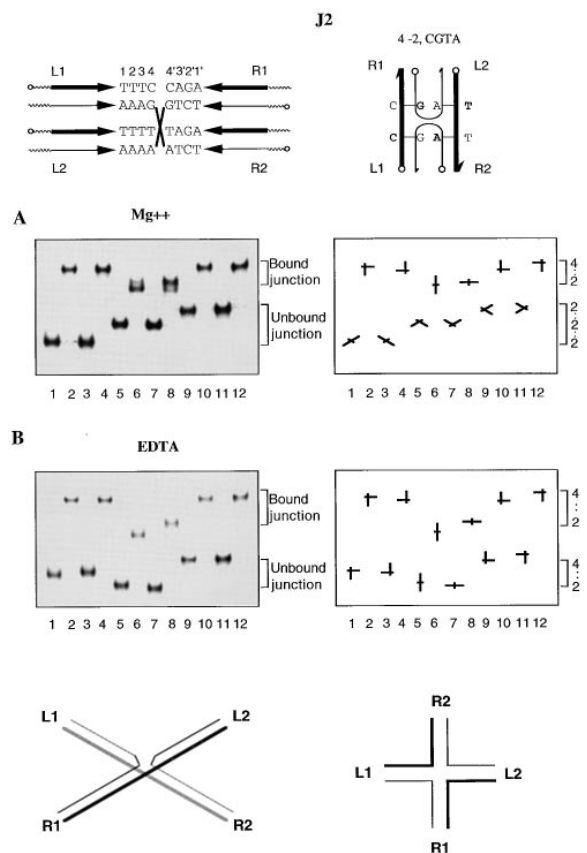 J2
4 -2, CGTA
L1 1 2 3 4 4'3'2'1' R1
TTTC CAGA
AAAG GTCT
TTTT TAGA
AAAA ATCT
L2 R2
R1 L2
C G A T
C G A T
L1 R2
A Mg++
Bound
junction
Unbound
junction
4
:
2
2
:
2
:
2
1 2 3 4 5 6 7 8 9 10 11 12
1 2 3 4 5 6 7 8 9 10 11 12
B EDTA
Bound
junction
Unbound
junction
4
:
2
4
:
2
1 2 3 4 5 6 7 8 9 10 11 12
1 2 3 4 5 6 7 8 9 10 11 12
L1 L2
R1 R2
R2
L1 L2
R1